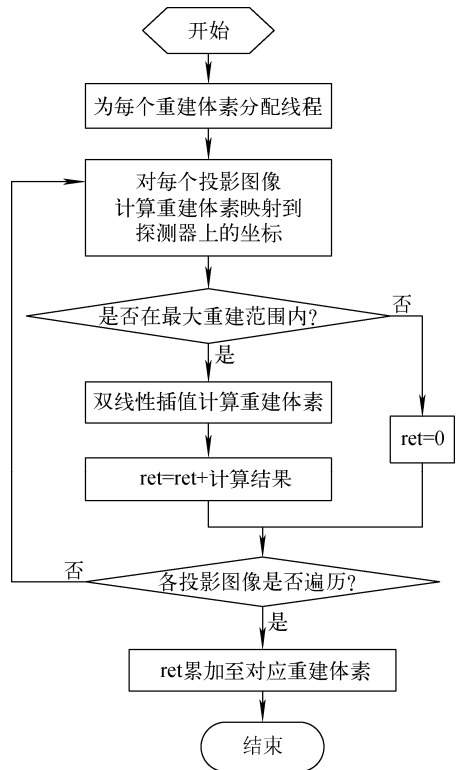 开始
为每个重建体素分配线程
对每个投影图像
计算重建体素映射到
探测器上的坐标
是否在最大重建范围内?
否
是
双线性插值计算重建体素
ret=0
ret=ret+计算结果
否
各投影图像是否遍历?
是
ret累加至对应重建体素
结束